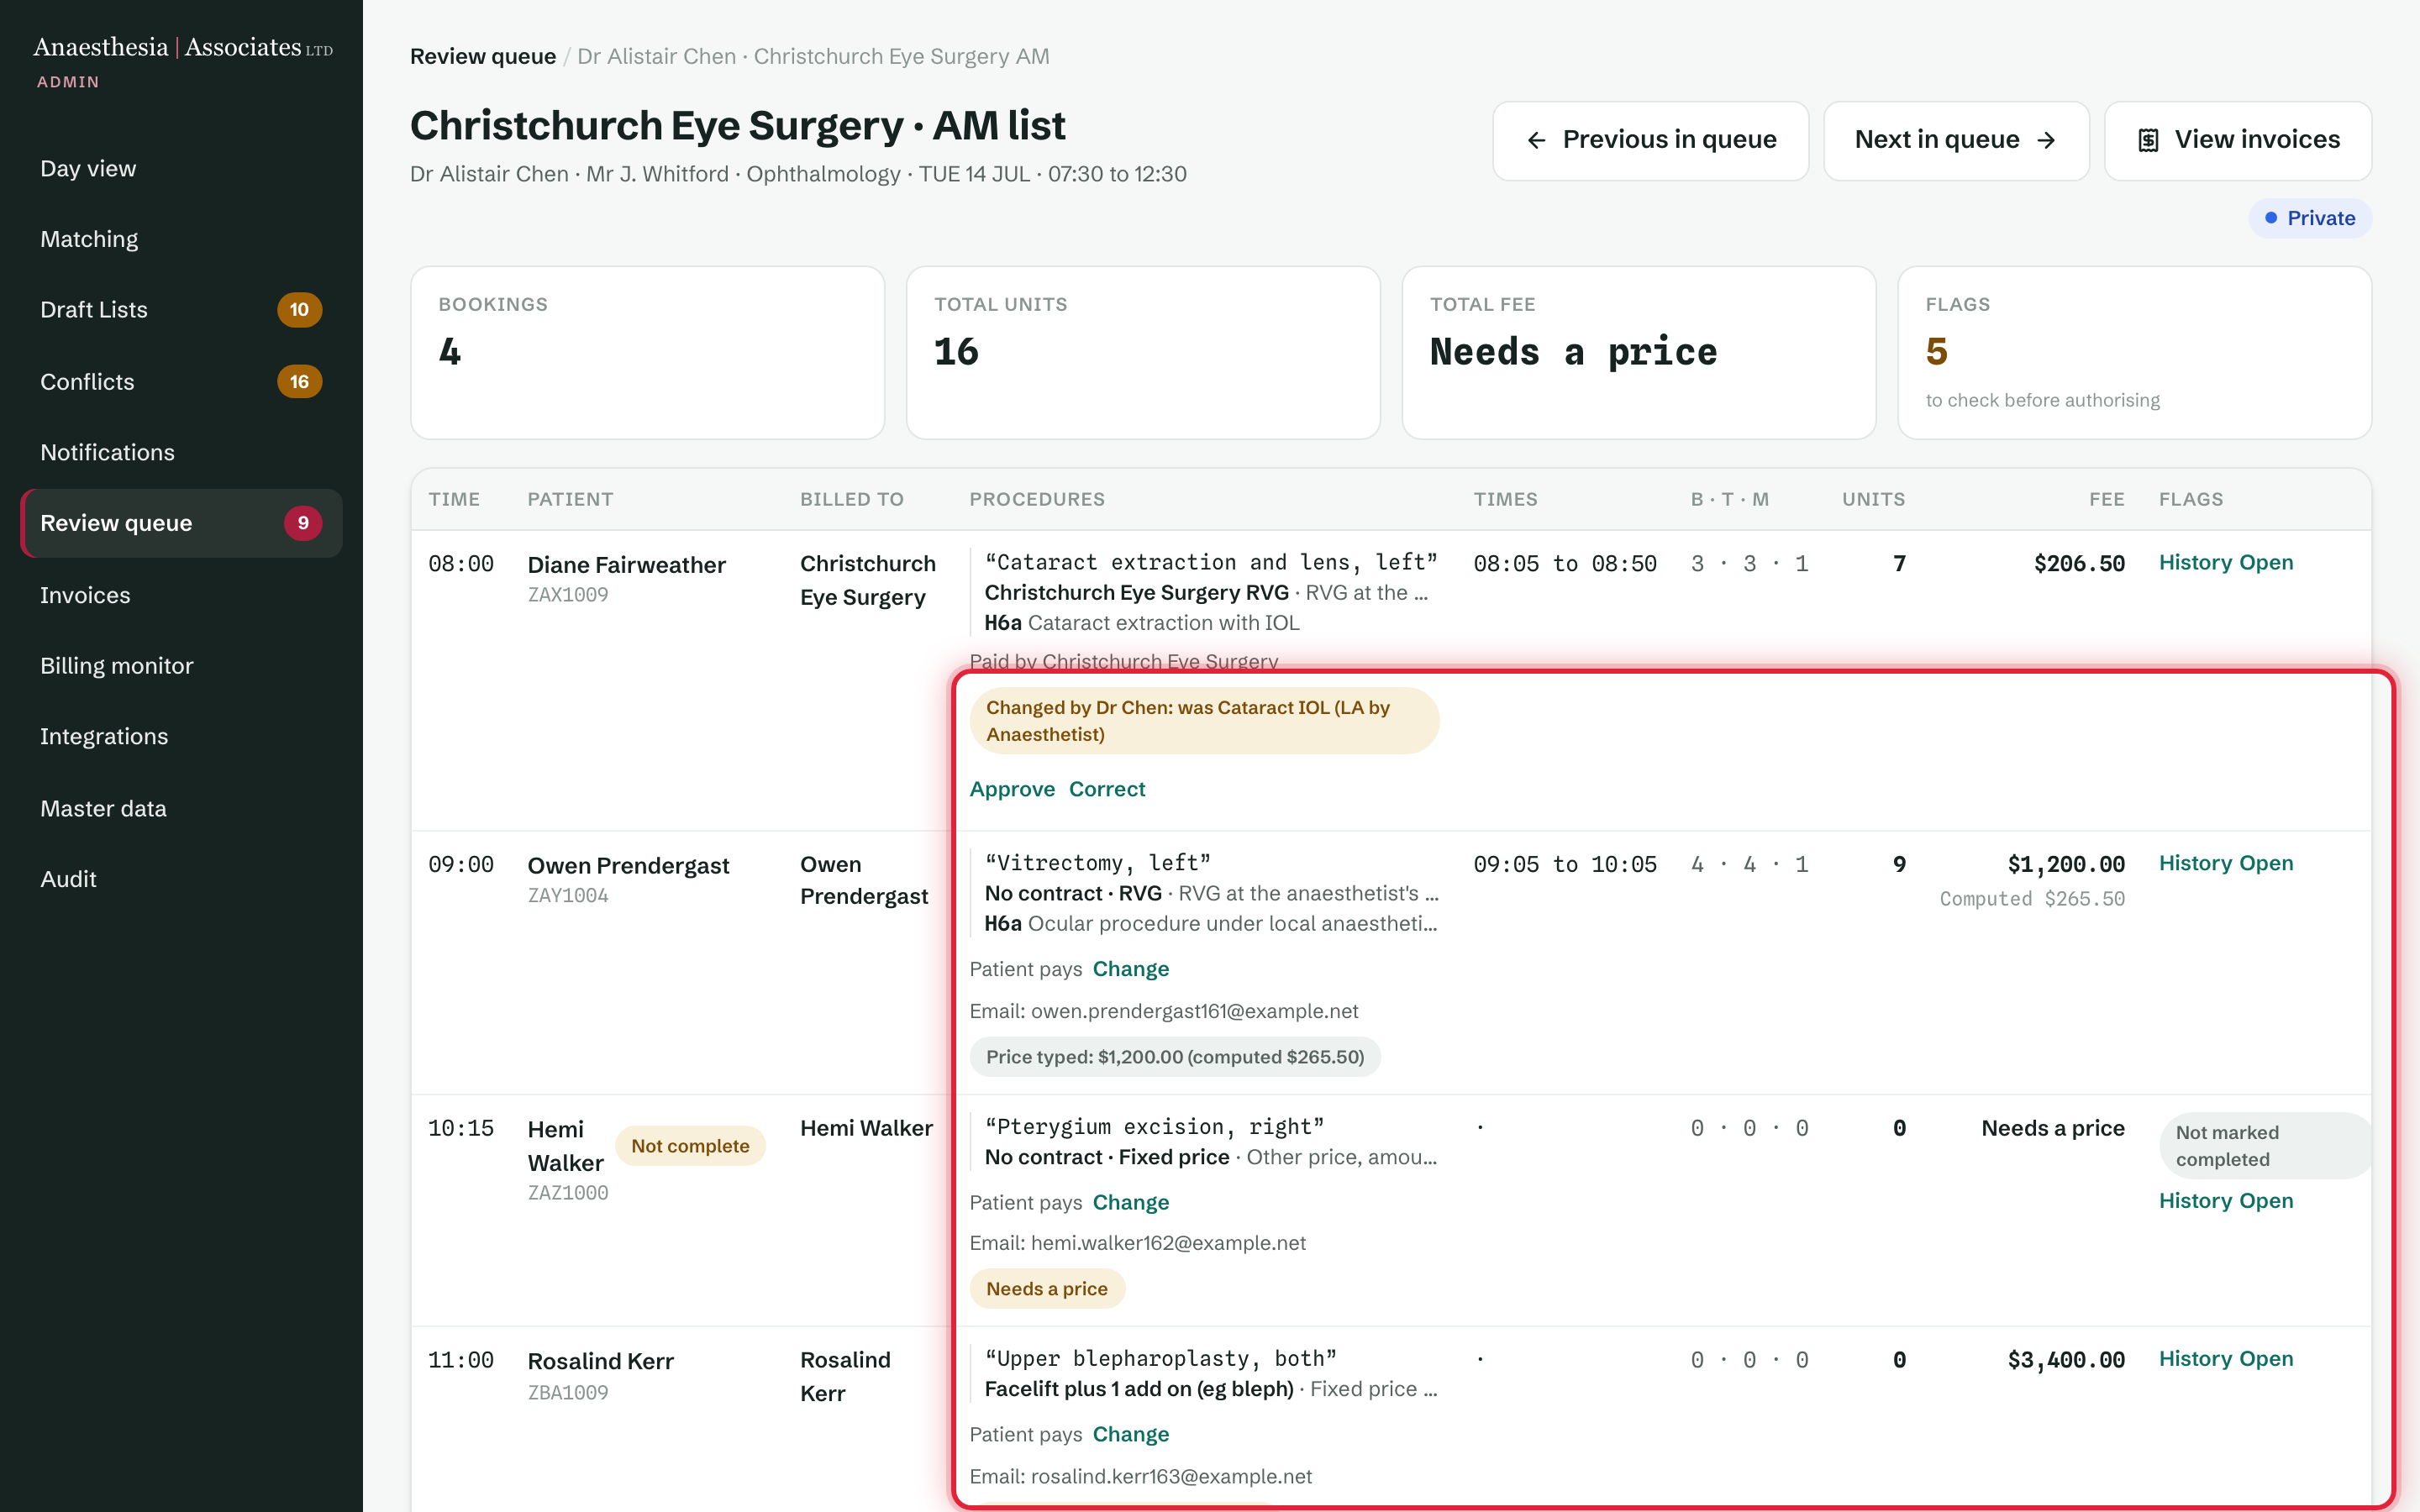 Anaesthesia | Associates LTD
ADMIN
Day view
Matching
Draft Lists 10
Conflicts 16
Notifications
Review queue 9
Invoices
Billing monitor
Integrations
Master data
Audit
Review queue / Dr Alistair Chen · Christchurch Eye Surgery AM
Christchurch Eye Surgery · AM list
Dr Alistair Chen · Mr J. Whitford · Ophthalmology · TUE 14 JUL · 07:30 to 12:30
← Previous in queue
Next in queue →
View invoices
Private
BOOKINGS
4
TOTAL UNITS
16
TOTAL FEE
Needs a price
FLAGS
5
to check before authorising
TIME PATIENT BILLED TO PROCEDURES TIMES B · T · M UNITS FEE FLAGS
08:00
Diane Fairweather
ZAX1009
Christchurch
Eye Surgery
“Cataract extraction and lens, left”
Christchurch Eye Surgery RVG · RVG at the ...
H6a Cataract extraction with IOL
Paid by Christchurch Eye Surgery
Changed by Dr Chen: was Cataract IOL (LA by
Anaesthetist)
Approve Correct
08:05 to 08:50
3 · 3 · 1
7
$206.50
History Open
09:00
Owen Prendergast
ZAY1004
Owen
Prendergast
“Vitrectomy, left”
No contract · RVG · RVG at the anaesthetist's ...
H6a Ocular procedure under local anaestheti...
Patient pays Change
Email: owen.prendergast161@example.net
Price typed: $1,200.00 (computed $265.50)
09:05 to 10:05
4 · 4 · 1
9
$1,200.00
Computed $265.50
History Open
10:15
Hemi
Walker
ZAZ1000
Not complete
Hemi Walker
“Pterygium excision, right”
No contract · Fixed price · Other price, amou...
Patient pays Change
Email: hemi.walker162@example.net
Needs a price
·
0 · 0 · 0
0
Needs a price
Not marked
completed
History Open
11:00
Rosalind Kerr
ZBA1009
Rosalind
Kerr
“Upper blepharoplasty, both”
Facelift plus 1 add on (eg bleph) · Fixed price ...
Patient pays Change
Email: rosalind.kerr163@example.net
·
0 · 0 · 0
0
$3,400.00
History Open